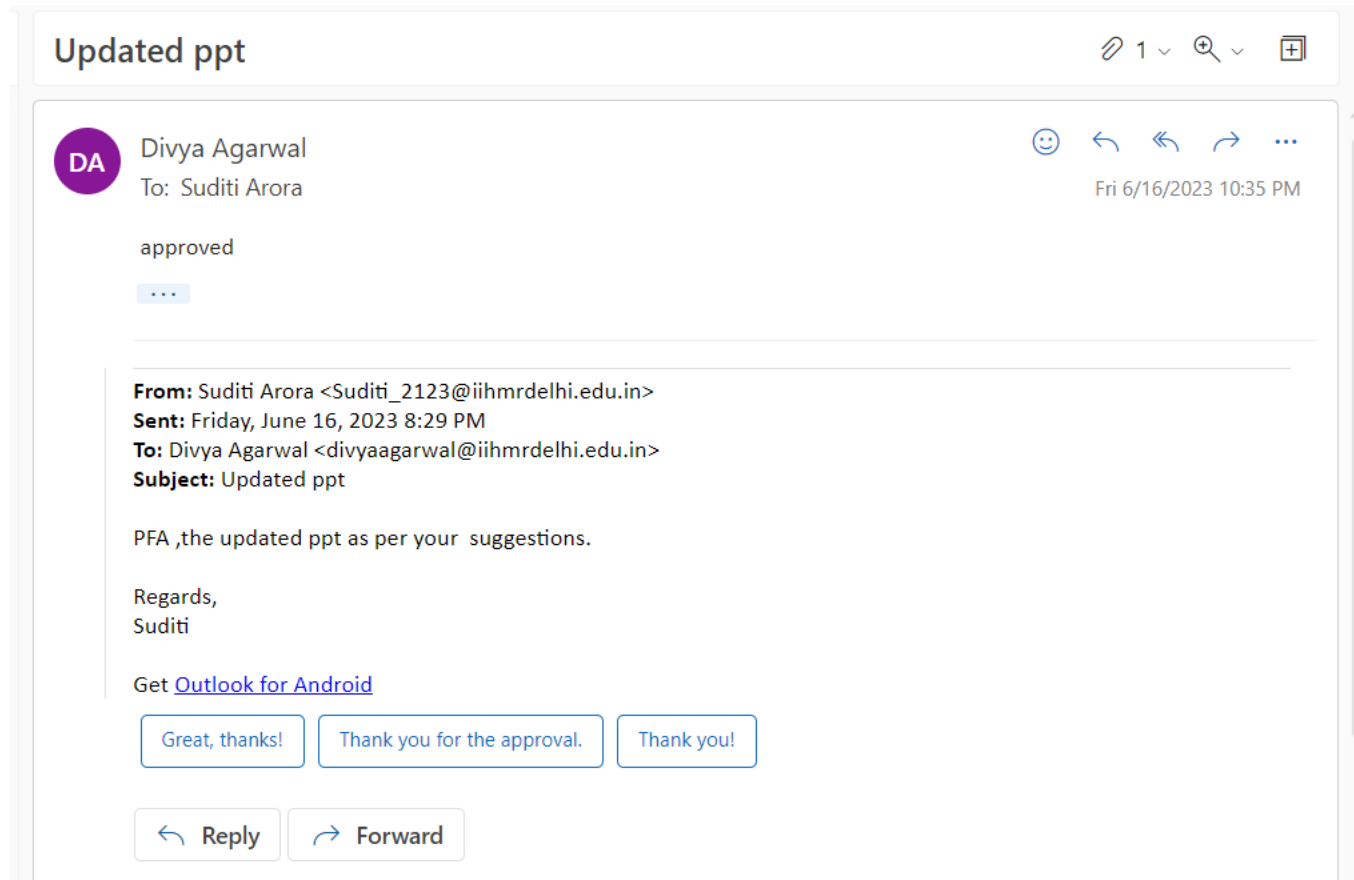 Updated ppt
1
DA
Divya Agarwal
To: Suditi Arora
Fri 6/16/2023 10:35 PM
approved
...
From: Suditi Arora <Suditi_2123@iihmrdelhi.edu.in>
Sent: Friday, June 16, 2023 8:29 PM
To: Divya Agarwal <divyaagarwal@iihmrdelhi.edu.in>
Subject: Updated ppt
PFA ,the updated ppt as per your  suggestions.
Regards,
Suditi
Get Outlook for Android
Great, thanks!
Thank you for the approval.
Thank you!
Reply
Forward